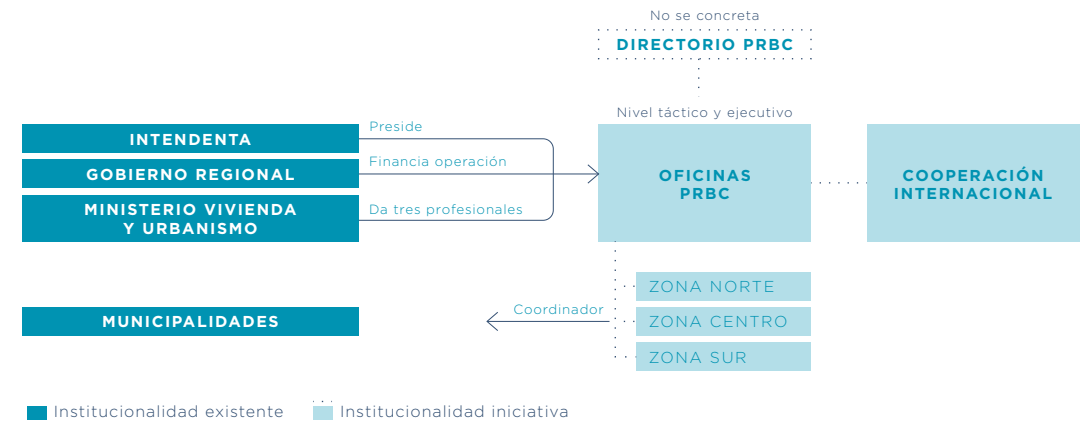 No se concreta
DIRECTORIO PRBC
Nivel táctico y ejecutivo
INTENDENTA
Preside
GOBIERNO REGIONAL
Financia operación
MINISTERIO VIVIENDA
Y URBANISMO
Da tres profesionales
OFICINAS
PRBC
COOPERACIÓN
INTERNACIONAL
ZONA NORTE
MUNICIPALIDADES
Coordinador
ZONA CENTRO
ZONA SUR
Institucionalidad existente
Institucionalidad iniciativa